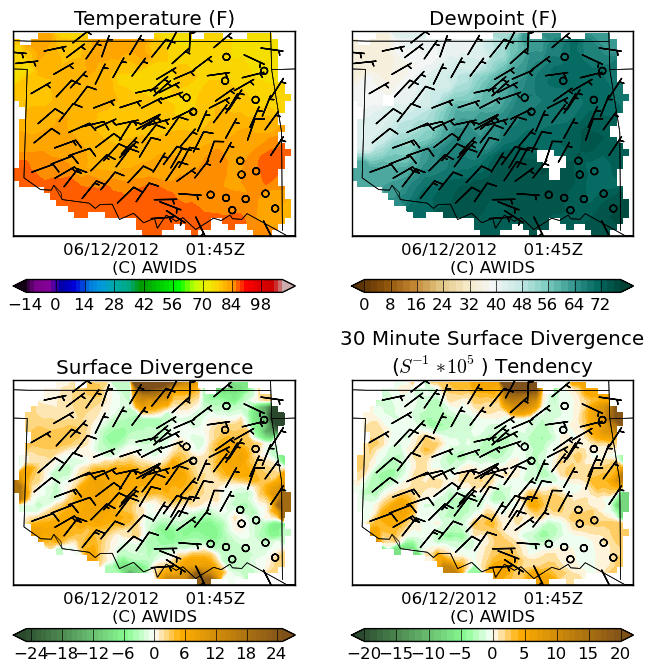 Temperature (F)
Dewpoint (F)
06/12/2012 01:45Z
(C) AWIDS
06/12/2012 01:45Z
(C) AWIDS
−14 0 14 28 42 56 70 84 98
0 8 16 24 32 40 48 56 64 72
Surface Divergence
30 Minute Surface Divergence
(S⁻¹ *10⁵ ) Tendency
06/12/2012 01:45Z
(C) AWIDS
06/12/2012 01:45Z
(C) AWIDS
−24 −18 −12 −6 0 6 12 18 24
−20 −15 −10 −5 0 5 10 15 20